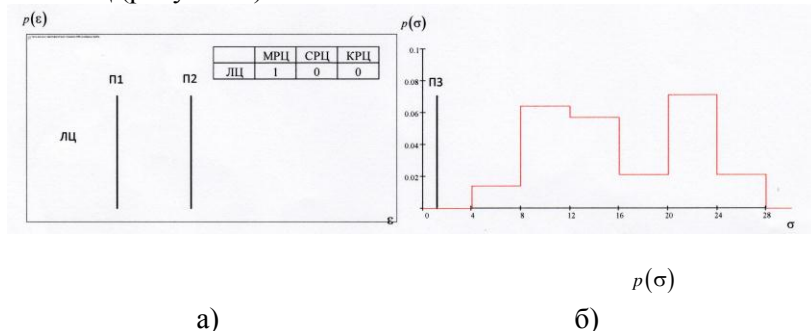 p(ε)
МРЦ СРЦ КРЦ
ЛЦ 1 0 0
П1 П2
ЛЦ
ε
p(σ)
0.1
0.08
П3
0.06
0.04
0.02
0 4 8 12 16 20 24 28
σ
p(σ)
а) б)